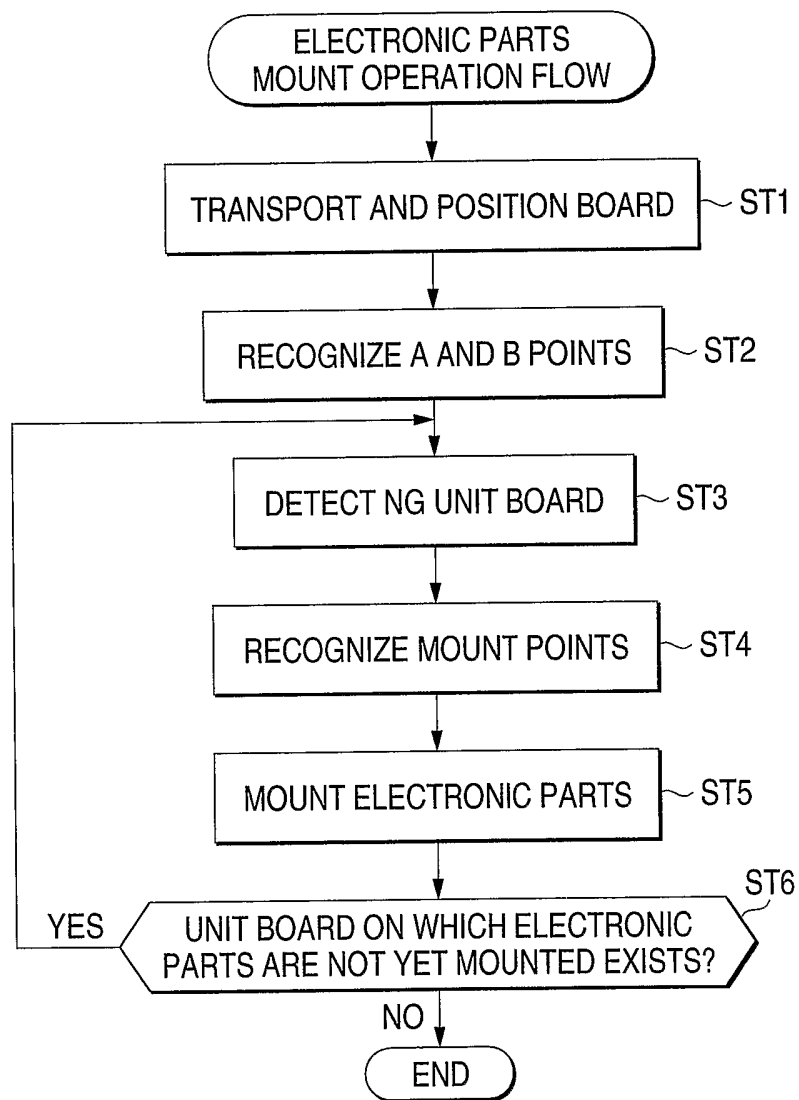 ELECTRONIC PARTS
MOUNT OPERATION FLOW
TRANSPORT AND POSITION BOARD
ST1
RECOGNIZE A AND B POINTS
ST2
DETECT NG UNIT BOARD
ST3
RECOGNIZE MOUNT POINTS
ST4
MOUNT ELECTRONIC PARTS
ST5
ST6
YES
UNIT BOARD ON WHICH ELECTRONIC
PARTS ARE NOT YET MOUNTED EXISTS?
NO
END